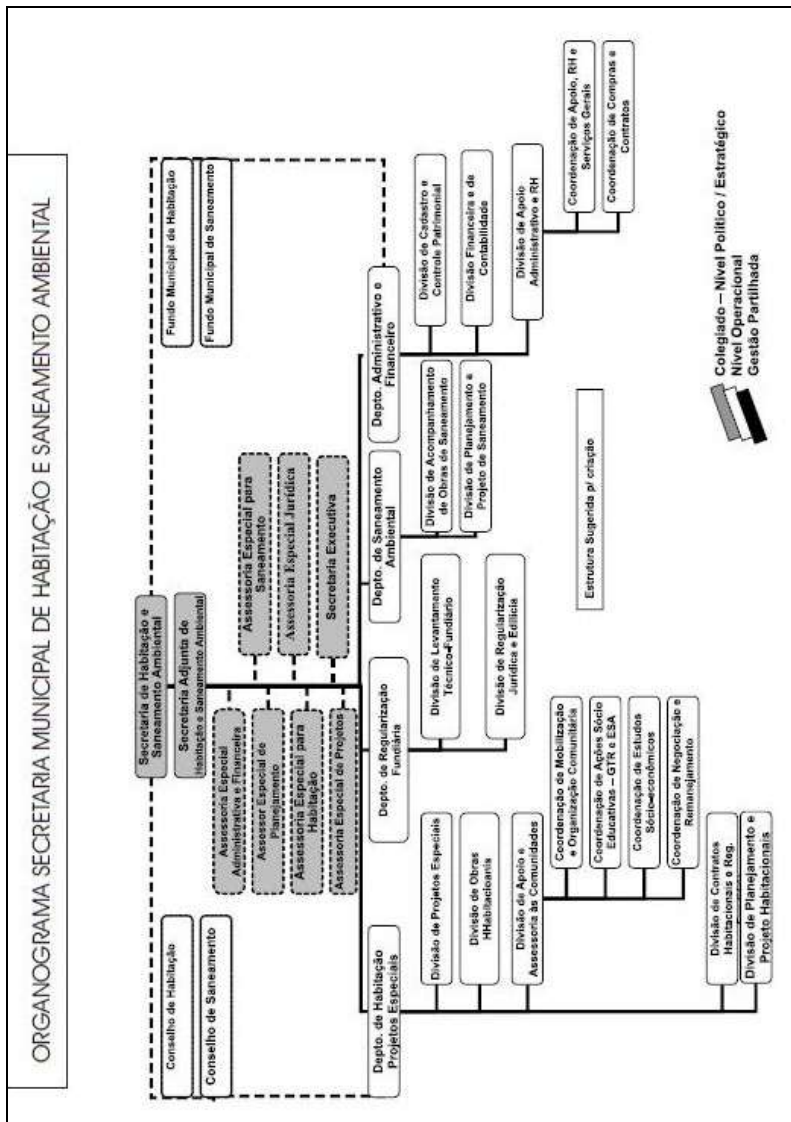 ORGANOGRAMA SECRETARIA MUNICIPAL DE HABITAÇÃO E SANEAMENTO AMBIENTAL
Secretaria de Habitação e
Saneamento Ambiental
Secretaria Adjunta de
Habitação e Saneamento Ambiental
Conselho de Habitação
Conselho de Saneamento
Fundo Municipal de Habitação
Fundo Municipal de Saneamento
Assessoria Especial
Administrativa e Financeira
Assessor Especial de
Planejamento
Assessoria Especial para
Habitação
Assessoria Especial de Projetos
Assessoria Especial para
Saneamento
Assessoria Especial Jurídica
Secretaria Executiva
Depto. de Habitação
Projetos Especiais
Divisão de Projetos Especiais
Divisão de Obras
HHabitacioanis
Divisão de Apoio e
Assessoria às Comunidades
Coordenação de Mobilização
e Organização Comunitária
Coordenação de Ações Sócio
Educativas – GTR e ESA
Coordenação de Estudos
Sócio-econômicos
Coordenação de Negociação e
Remanejamento
Divisão de Contratos
Habitacionais e Reg.
Divisão de Planejamento e
Projeto Habitacionais
Depto. de Regularização
Fundiária
Divisão de Levantamento
Técnico-Fundiário
Divisão de Regularização
Jurídica e Edilícia
Depto. de Saneamento
Ambiental
Divisão de Acompanhamento
de Obras de Saneamento
Divisão de Planejamento e
Projeto de Saneamento
Depto. Administrativo e
Financeiro
Divisão de Cadastro e
Controle Patrimonial
Divisão Financeira e de
Contabilidade
Divisão de Apoio
Administrativo e RH
Coordenação de Apoio, RH e
Serviços Gerais
Coordenação de Compras e
Contratos
Estrutura Sugerida p/ criação
Colegiado – Nível Político / Estratégico
Nível Operacional
Gestão Partilhada